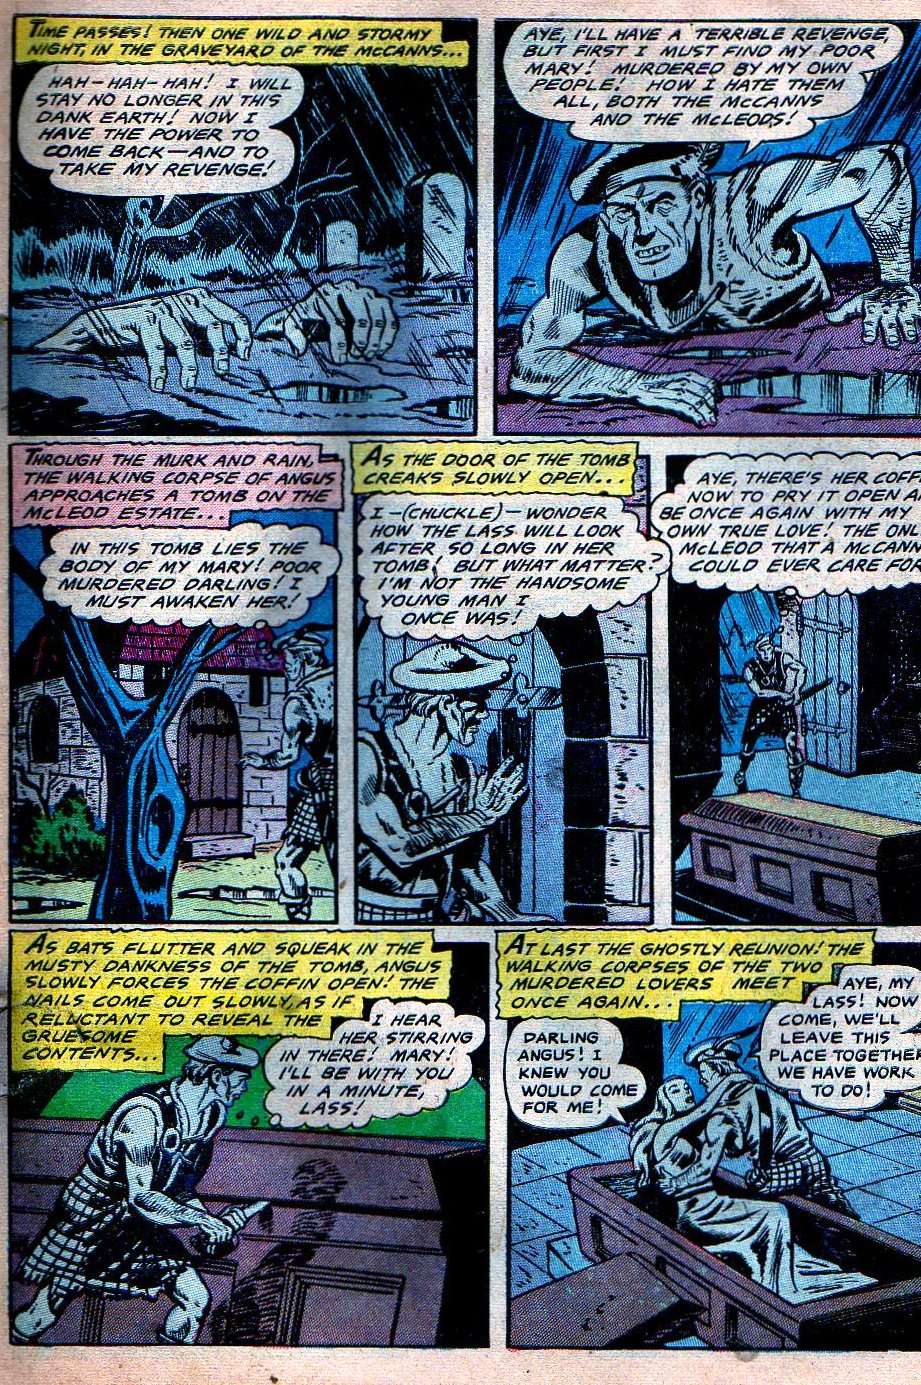 TIME PASSES! THEN ONE WILD AND STORMY
NIGHT, IN THE GRAVEYARD OF THE McCANNS...
HAH-HAH-HAH! I WILL
STAY NO LONGER IN THIS
DANK EARTH! NOW I
HAVE THE POWER TO
COME BACK—AND TO
TAKE MY REVENGE!
AYE, I'LL HAVE A TERRIBLE REVENGE,
BUT FIRST I MUST FIND MY POOR
MARY! MURDERED BY MY OWN
PEOPLE! HOW I HATE THEM
ALL, BOTH THE McCANNS
AND THE McLEODS!
THROUGH THE MURK AND RAIN,
THE WALKING CORPSE OF ANGUS
APPROACHES A TOMB ON THE
McLEOD ESTATE...
IN THIS TOMB LIES THE
BODY OF MY MARY! POOR
MURDERED DARLING! I
MUST AWAKEN HER!
AS THE DOOR OF THE TOMB
CREAKS SLOWLY OPEN...
I-(CHUCKLE)-WONDER
HOW THE LASS WILL LOOK
AFTER, SO LONG IN HER
TOMB! BUT WHAT MATTER?
I'M NOT THE HANDSOME
YOUNG MAN I
ONCE WAS!
AYE, THERE'S HER COFF
NOW TO PRY IT OPEN A
BE ONCE AGAIN WITH MY
OWN TRUE LOVE! THE ONL
McLEOD THAT A McCANN
COULD EVER CARE FOR
AS BATS FLUTTER AND SQUEAK IN THE
MUSTY DANKNESS OF THE TOMB, ANGUS
SLOWLY FORCES THE COFFIN OPEN! THE
NAILS COME OUT SLOWLY, AS IF
RELUCTANT TO REVEAL THE
GRUESOME
CONTENTS...
I HEAR
HER STIRRING
IN THERE! MARY!
I'LL BE WITH YOU
IN A MINUTE,
LASS!
AT LAST THE GHOSTLY REUNION! THE
WALKING CORPSES OF THE TWO
MURDERED LOVERS MEET
ONCE AGAIN...
DARLING
ANGUS! I
KNEW YOU
WOULD COME
FOR ME!
AYE, MY
LASS! NOW
COME, WE'LL
LEAVE THIS
PLACE TOGETHER
WE HAVE WORK
TO DO!